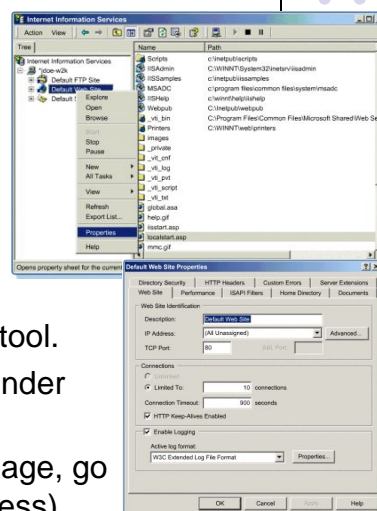 Internet Information Services
Action View
Tree
Name Path
Internet Information Services
*jdoe-w2k
Default FTP Site
Default Web Site
Default
Scripts c:\inetpub\scripts
IISAdmin C:\WINNT\System32\inetsrv\iisadmin
IISSamples c:\inetpub\iissamples
MSADC c:\program files\common files\system\msadc
IISHelp c:\winnt\help\iishelp
Webpub C:\Inetpub\webpub
_vti_bin C:\Program Files\Common Files\Microsoft Shared\Web Se
Printers C:\WINNT\web\printers
images
_private
_vti_cnf
_vti_log
_vti_pvt
_vti_script
_vti_txt
global.asa
help.gif
iisstart.asp
localstart.asp
mmc.gif
Explore
Open
Browse
Start
Stop
Pause
New
All Tasks
View
Refresh
Export List...
Properties
Help
Opens property sheet for the current
Default Web Site Properties
Directory Security HTTP Headers Custom Errors Server Extensions
Web Site Performance ISAPI Filters Home Directory Documents
Web Site Identification
Description: Default Web Site
IP Address: (All Unassigned) Advanced...
TCP Port: 80 SSL Port:
Connections
Unlimited
Limited To: 10 connections
Connection Timeout: 900 seconds
HTTP Keep-Alives Enabled
Enable Logging
Active log format:
W3C Extended Log File Format Properties...
OK Cancel Apply Help
tool.
nder
age, go
ess)